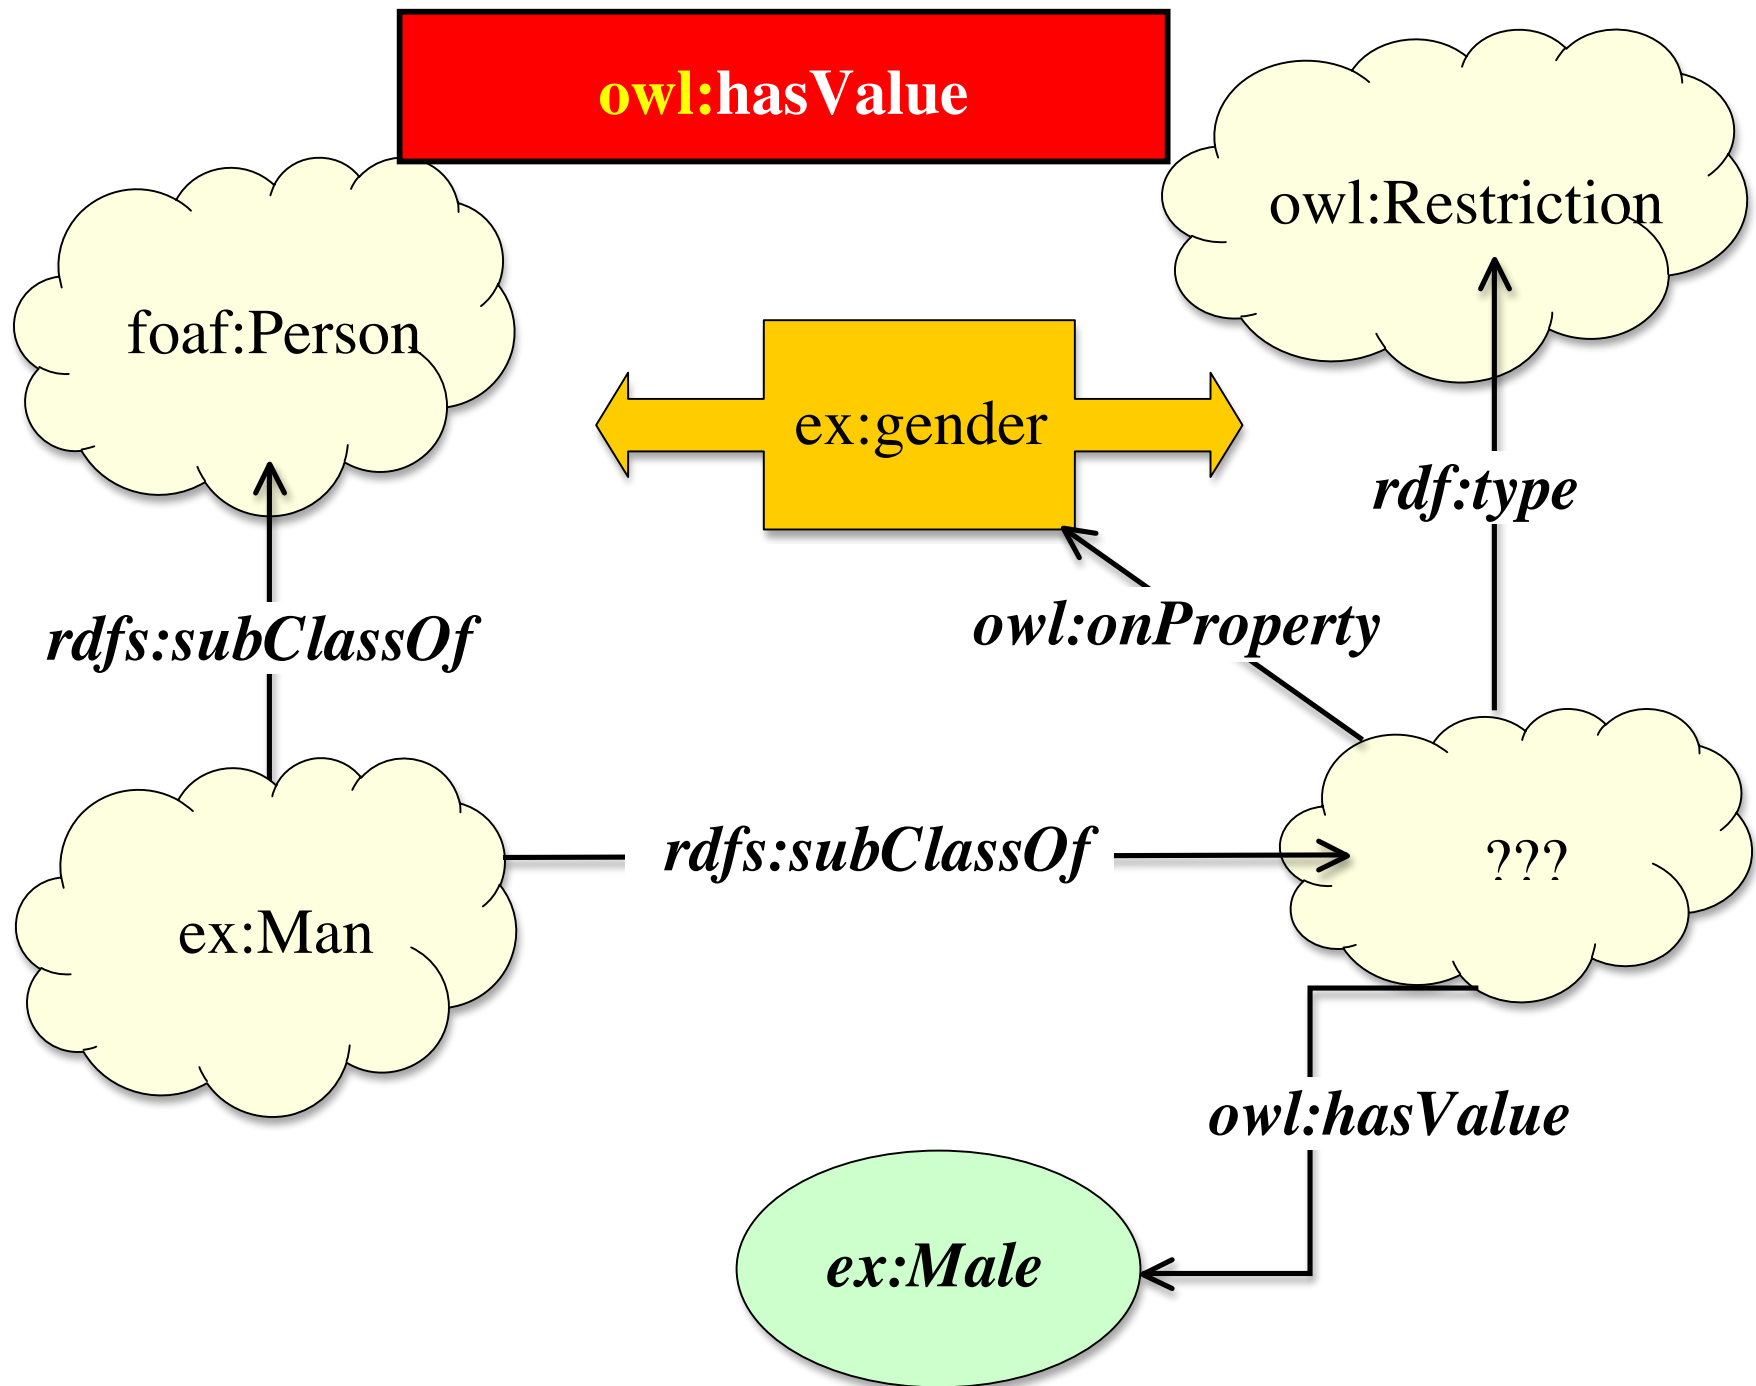 owl:hasValue
owl:Restriction
foaf:Person
ex:gender
rdf:type
rdfs:subClassOf
owl:onProperty
rdfs:subClassOf
???
ex:Man
owl:hasValue
ex:Male